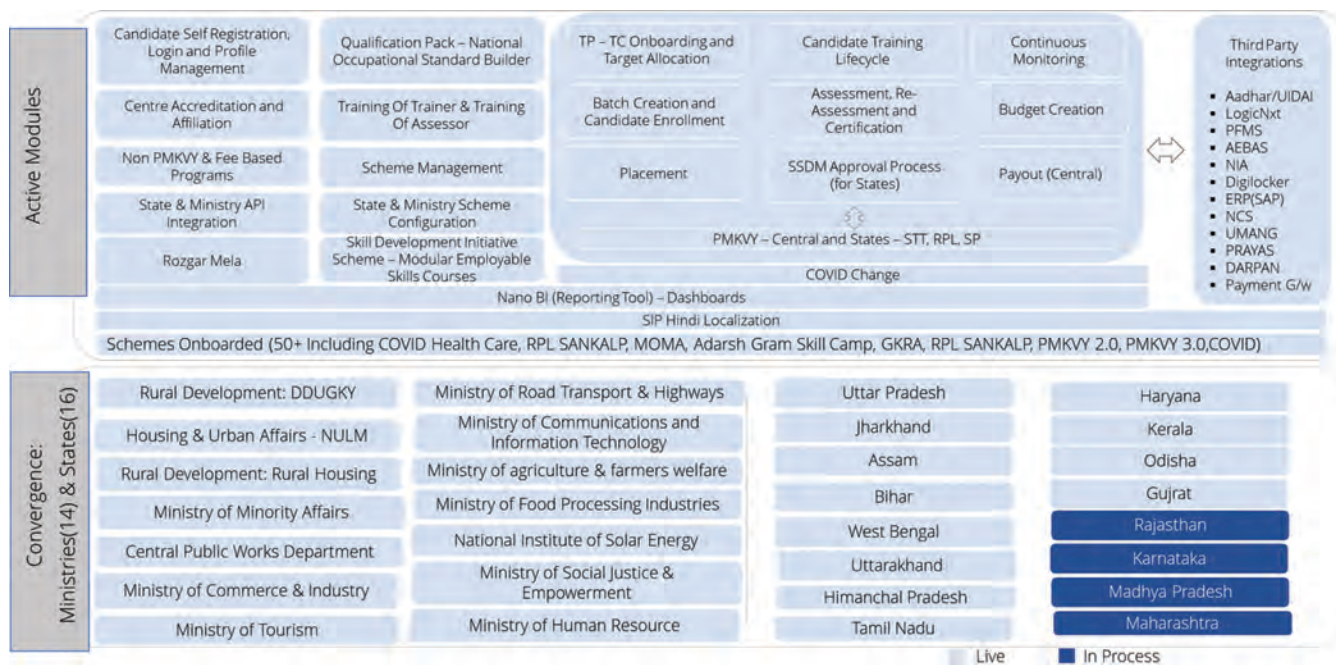 Active Modules
Candidate Self Registration,
Login and Profile
Management
Qualification Pack – National
Occupational Standard Builder
Centre Accreditation and
Affiliation
Training Of Trainer & Training
Of Assessor
Non PMKVY & Fee Based
Programs
Scheme Management
State & Ministry API
Integration
State & Ministry Scheme
Configuration
Rozgar Mela
Skill Development Initiative
Scheme – Modular Employable
Skills Courses
TP – TC Onboarding and
Target Allocation
Candidate Training
Lifecycle
Continuous
Monitoring
Batch Creation and
Candidate Enrollment
Assessment, Re-
Assessment and
Certification
Budget Creation
Placement
SSDM Approval Process
(for States)
Payout (Central)
PMKVY – Central and States – STT, RPL, SP
COVID Change
Third Party
Integrations
▪ Aadhar/UIDAI
▪ LogicNxt
▪ PFMS
▪ AEBAS
▪ NIA
▪ Digilocker
▪ ERP(SAP)
▪ NCS
▪ UMANG
▪ PRAYAS
▪ DARPAN
▪ Payment G/w
Nano BI (Reporting Tool) – Dashboards
SIP Hindi Localization
Schemes Onboarded (50+ Including COVID Health Care, RPL SANKALP, MOMA, Adarsh Gram Skill Camp, GKRA, RPL SANKALP, PMKVY 2.0, PMKVY 3.0,COVID)
Convergence:
Ministries(14) & States(16)
Rural Development: DDUGKY
Housing & Urban Affairs - NULM
Rural Development: Rural Housing
Ministry of Minority Affairs
Central Public Works Department
Ministry of Commerce & Industry
Ministry of Tourism
Ministry of Road Transport & Highways
Ministry of Communications and
Information Technology
Ministry of agriculture & farmers welfare
Ministry of Food Processing Industries
National Institute of Solar Energy
Ministry of Social Justice &
Empowerment
Ministry of Human Resource
Uttar Pradesh
Jharkhand
Assam
Bihar
West Bengal
Uttarakhand
Himanchal Pradesh
Tamil Nadu
Haryana
Kerala
Odisha
Gujrat
Rajasthan
Karnataka
Madhya Pradesh
Maharashtra
Live
In Process